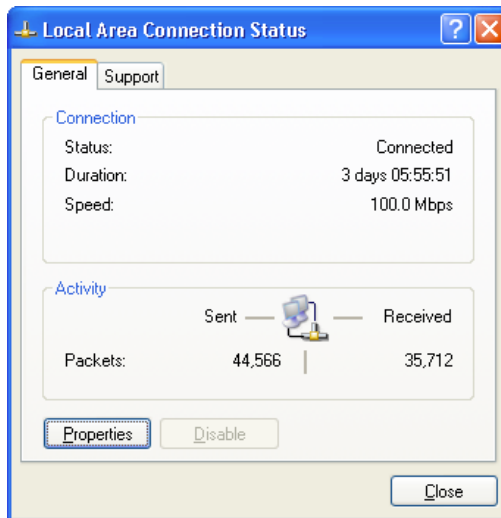 Local Area Connection Status
General Support
Connection
Status: Connected
Duration: 3 days 05:55:51
Speed: 100.0 Mbps
Activity
Sent Received
Packets: 44,566 35,712
Properties Disable
Close